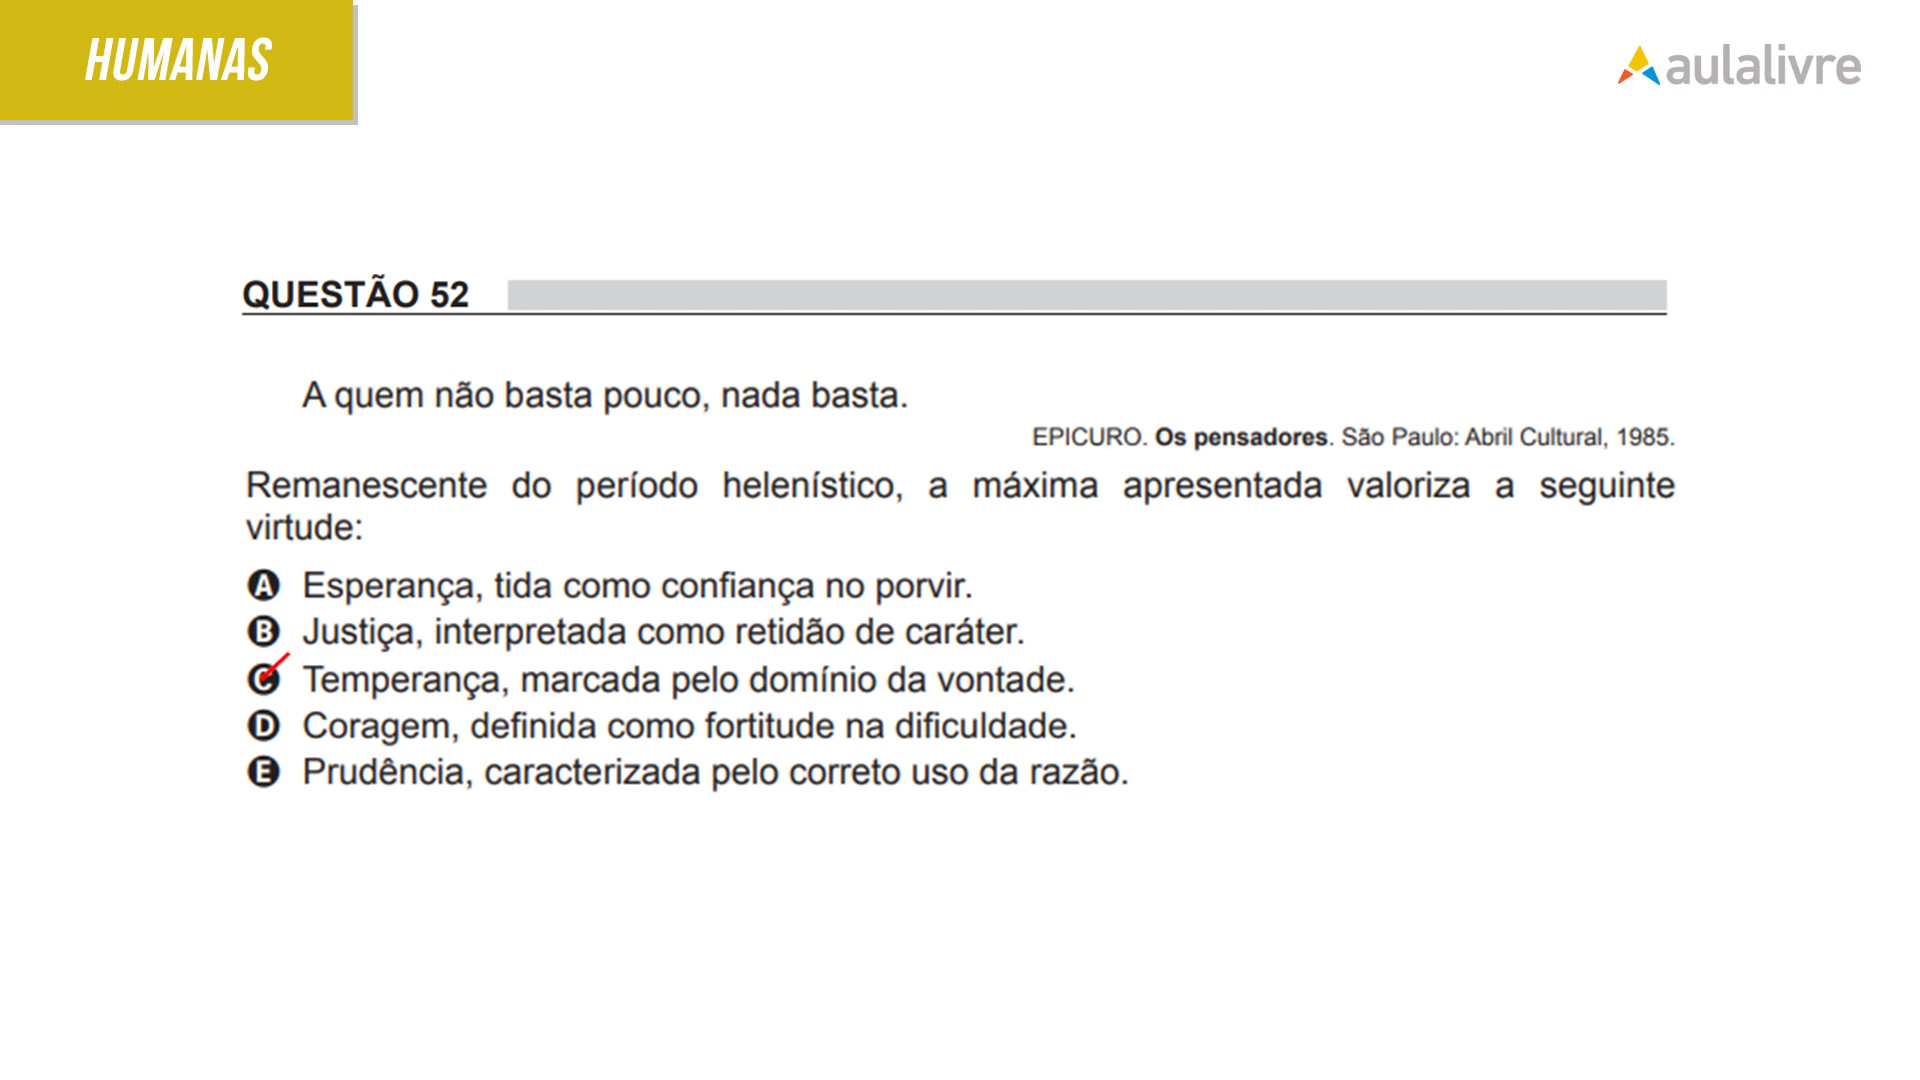 HUMANAS
aulalivre
QUESTÃO 52
A quem não basta pouco, nada basta.
EPICURO. Os pensadores. São Paulo: Abril Cultural, 1985.
Remanescente do período helenístico, a máxima apresentada valoriza a seguinte
virtude:
A Esperança, tida como confiança no porvir.
B Justiça, interpretada como retidão de caráter.
C Temperança, marcada pelo domínio da vontade.
D Coragem, definida como fortitude na dificuldade.
E Prudência, caracterizada pelo correto uso da razão.